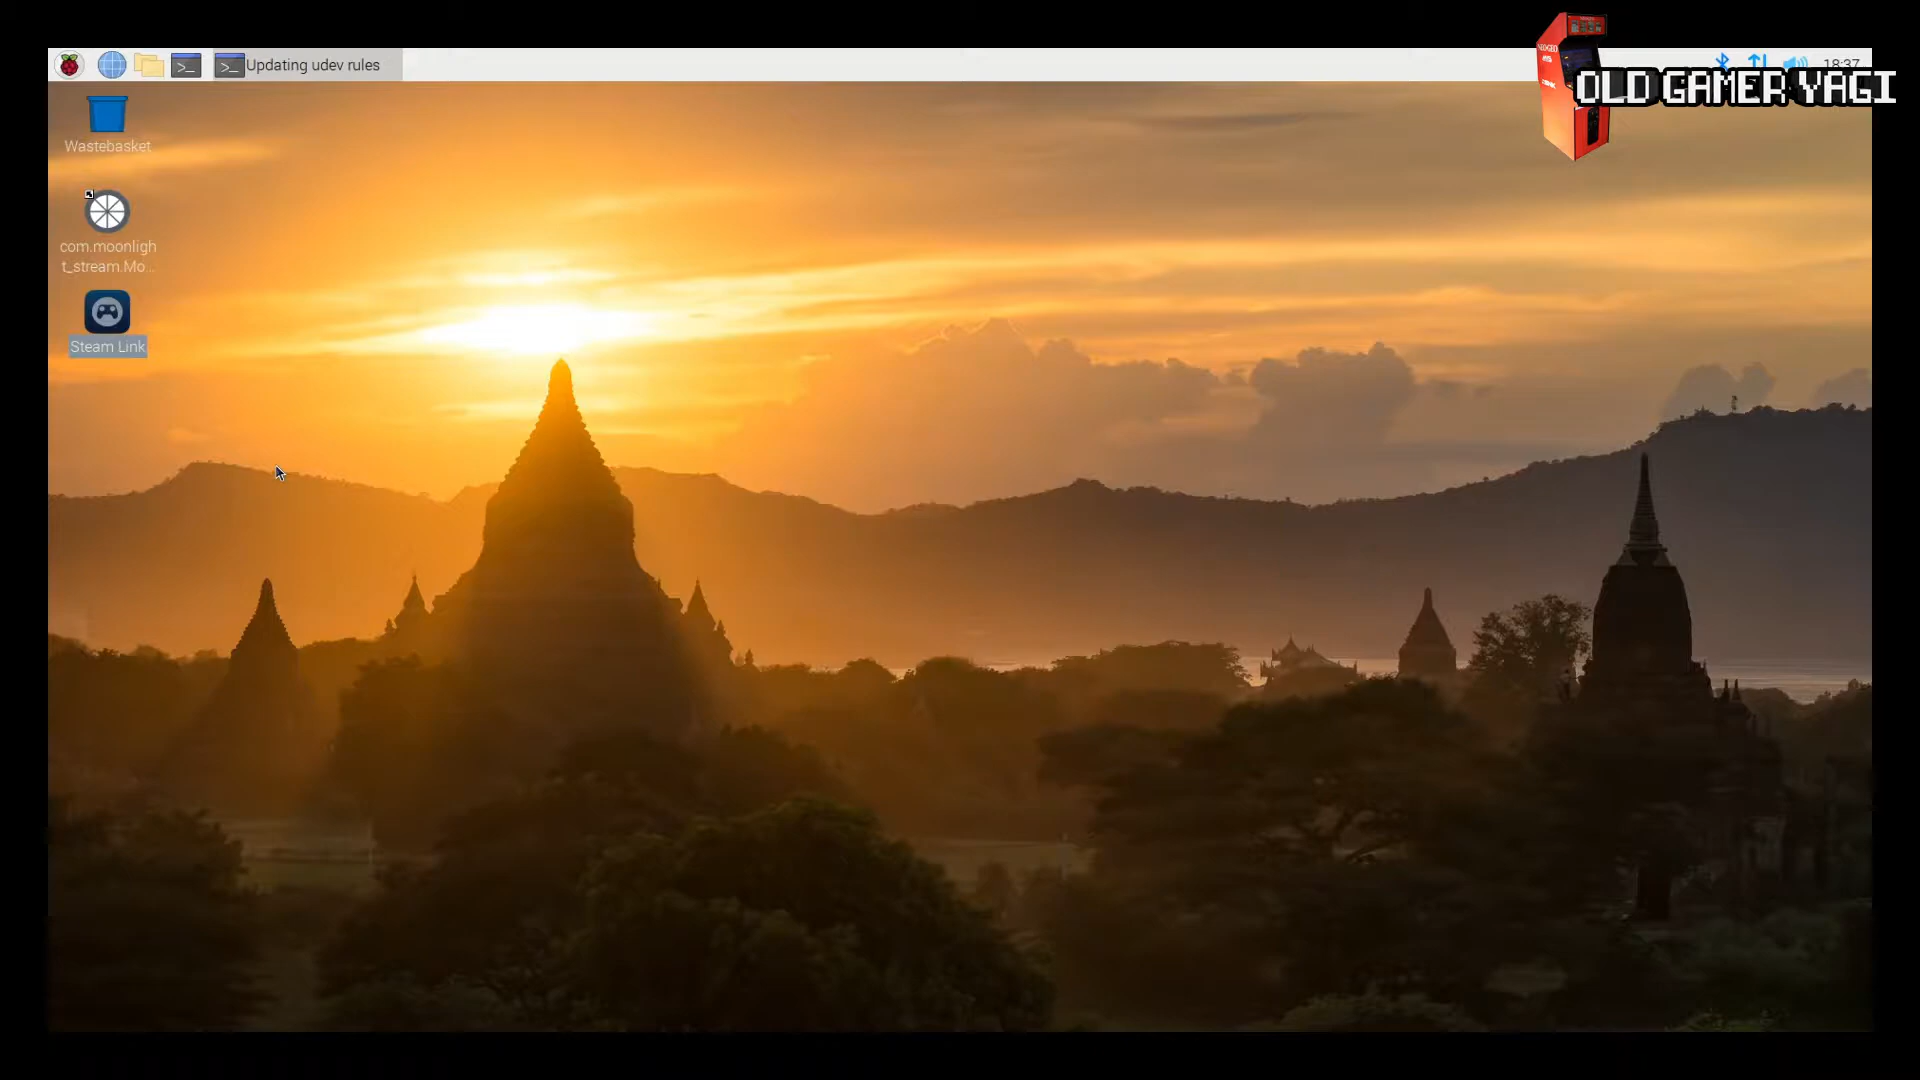 Updating udev rules
18:37
OLD GAMER YAGI
Wastebasket
com.moonligh
t_stream.Mo...
Steam Link